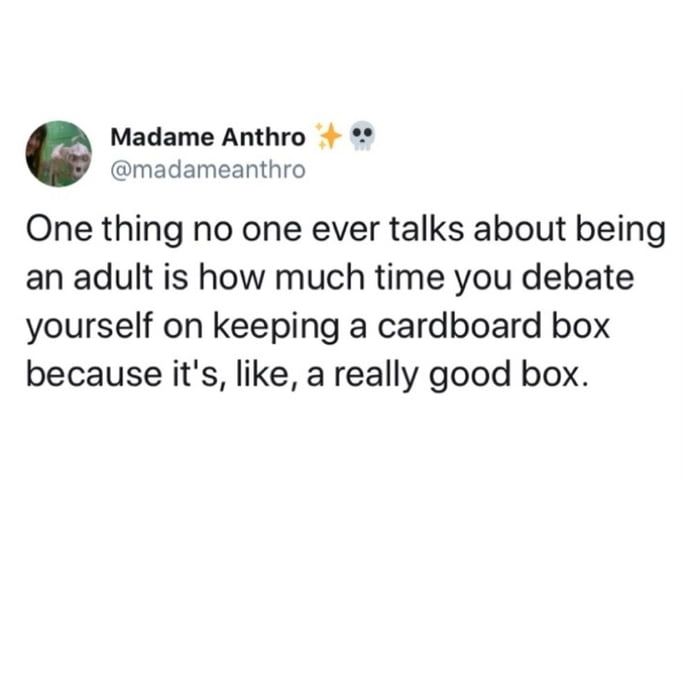 Madame Anthro ✨💀
@madameanthro
One thing no one ever talks about being
an adult is how much time you debate
yourself on keeping a cardboard box
because it's, like, a really good box.